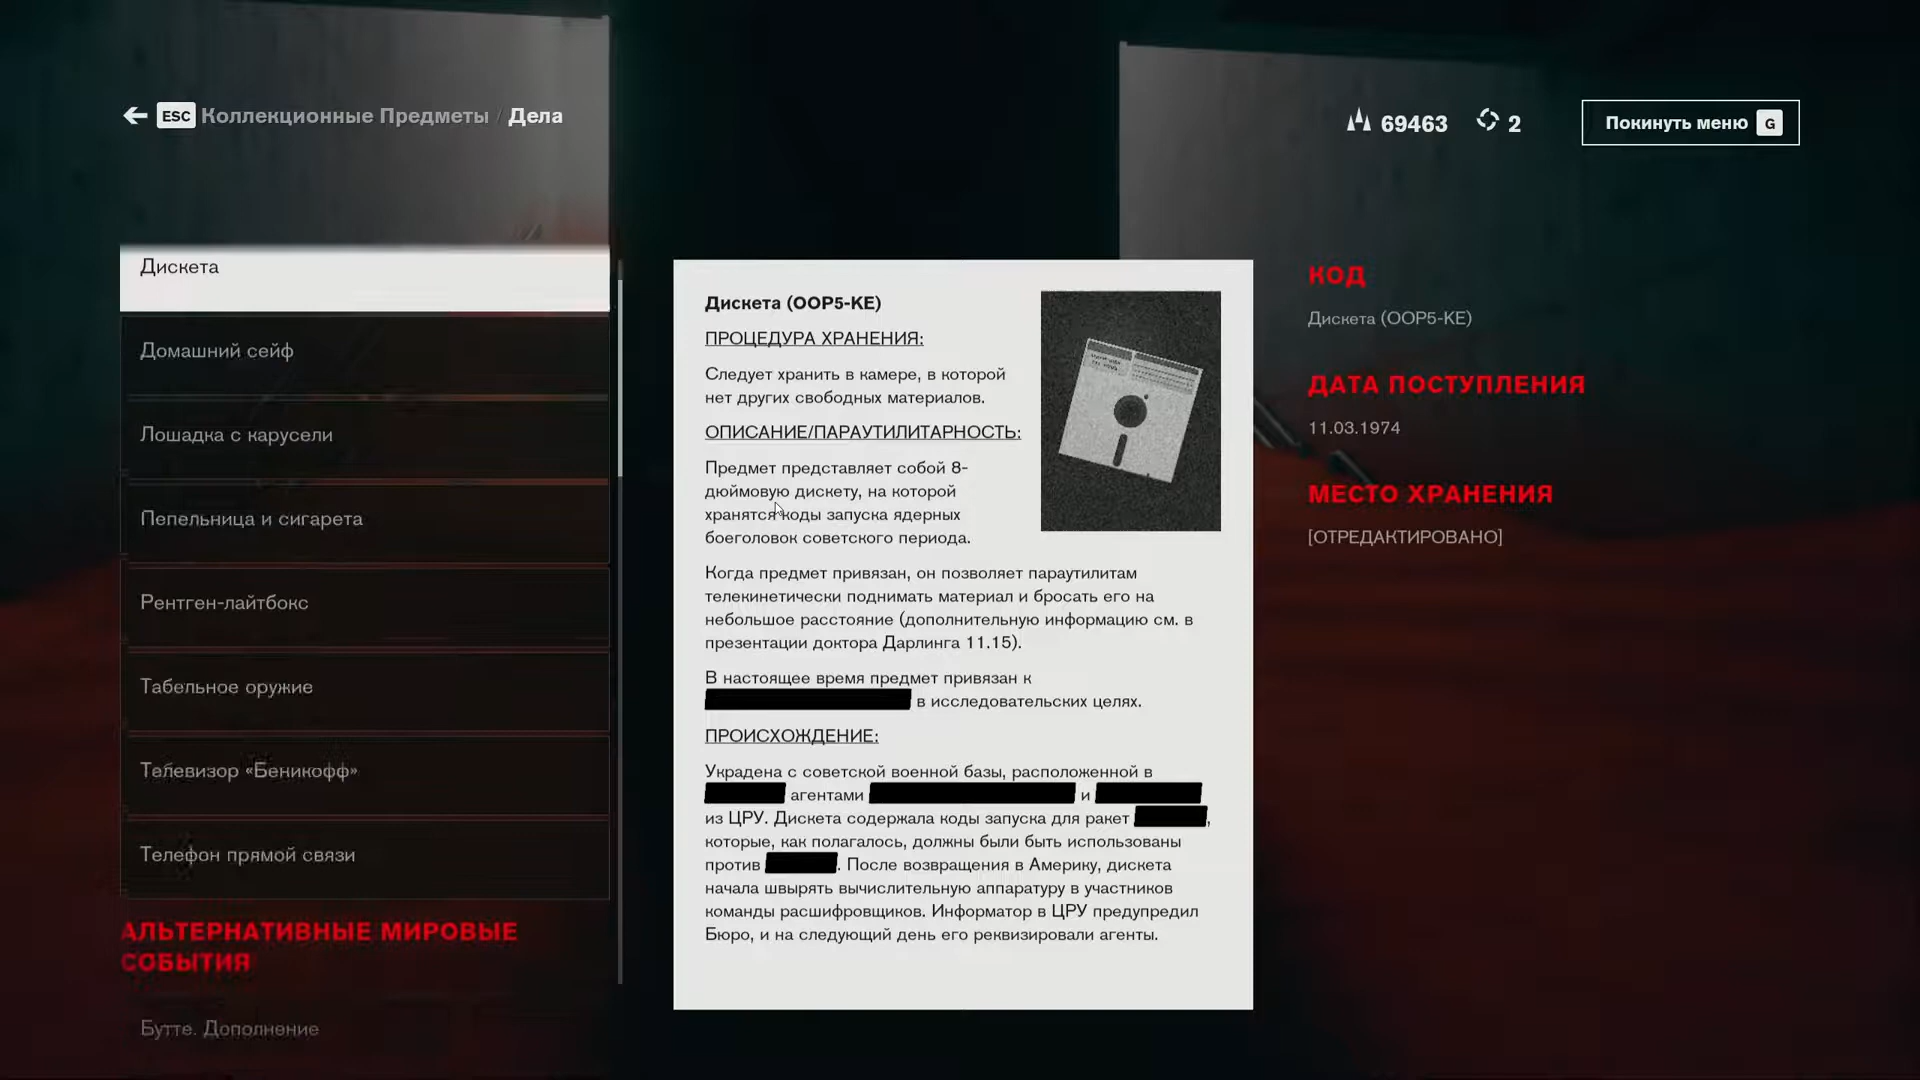 ESC Коллекционные Предметы / Дела
69463
2
Покинуть меню G
Дискета
Домашний сейф
Лошадка с карусели
Пепельница и сигарета
Рентген-лайтбокс
Табельное оружие
Телевизор «Беникофф»
Телефон прямой связи
АЛЬТЕРНАТИВНЫЕ МИРОВЫЕ
СОБЫТИЯ
Бутте. Дополнение
Дискета (OOP5-KE)
ПРОЦЕДУРА ХРАНЕНИЯ:
Следует хранить в камере, в которой
нет других свободных материалов.
ОПИСАНИЕ/ПАРАУТИЛИТАРНОСТЬ:
Предмет представляет собой 8-
дюймовую дискету, на которой
хранятся коды запуска ядерных
боеголовок советского периода.
Когда предмет привязан, он позволяет параутилитам
телекинетически поднимать материал и бросать его на
небольшое расстояние (дополнительную информацию см. в
презентации доктора Дарлинга 11.15).
В настоящее время предмет привязан к
в исследовательских целях.
ПРОИСХОЖДЕНИЕ:
Украдена с советской военной базы, расположенной в
агентами и
из ЦРУ. Дискета содержала коды запуска для ракет ,
которые, как полагалось, должны были быть использованы
против . После возвращения в Америку, дискета
начала швырять вычислительную аппаратуру в участников
команды расшифровщиков. Информатор в ЦРУ предупредил
Бюро, и на следующий день его реквизировали агенты.
КОД
Дискета (OOP5-KE)
ДАТА ПОСТУПЛЕНИЯ
11.03.1974
МЕСТО ХРАНЕНИЯ
[ОТРЕДАКТИРОВАНО]